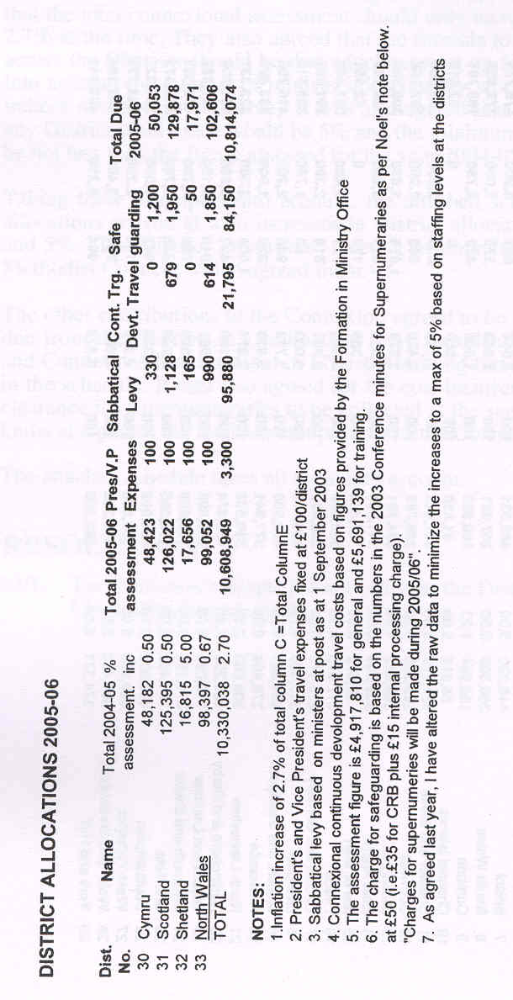 DISTRICT ALLOCATIONS 2005-06
Dist. Name Total 2004-05 % Total 2005-06 Pres/V.P Sabbatical Cont. Trg. Safe Total Due
No. assessment. Inc assessment Expenses Levy Devt. Travel guarding 2005-06
30 Cymru 48,182 0.50 48,423 100 330 0 1,200 50,053
31 Scotland 125,395 0.50 126,022 100 1,128 679 1,950 129,878
32 Shetland 16,815 5.00 17,656 100 165 0 50 17,971
33 North Wales 98,397 0.67 99,052 100 990 614 1,850 102,606
TOTAL 10,330,038 2.70 10,608,949 3,300 95,880 21,795 84,150 10,814,074
NOTES:
1.Inflation increase of 2.7% of total column C =Total ColumnE
2. President's and Vice President's travel expenses fixed at £100/district
3. Sabbatical levy based on ministers at post as at 1 September 2003
4. Connexional continuous development travel costs based on figures provided by the Formation in Ministry Office
5. The assessment figure is £4,917,810 for general and £5,691,139 for training.
6. The charge for safeguarding is based on the numbers in the 2003 Conference minutes for Supernumeraries as per Noel's note below.
at £50 (i.e.£35 for CRB plus £15 internal processing charge)
"Charges for supernumeries will be made during 2005/06".
7. As agreed last year, I have altered the raw data to minimize the increases to a max of 5% based on staffing levels at the districts